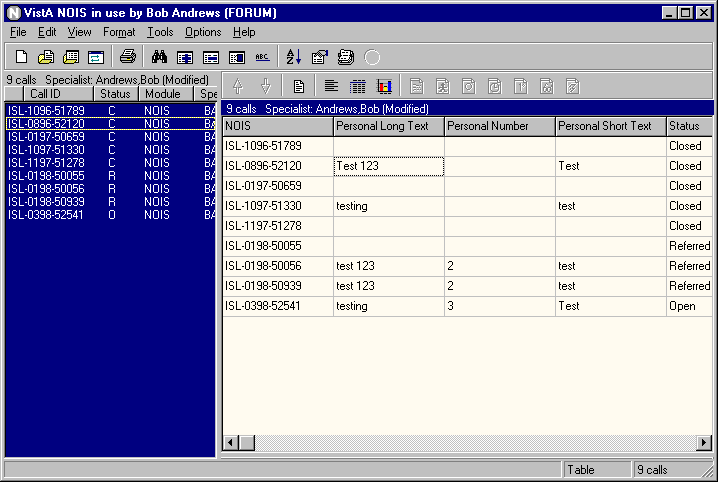 VistA NOIS in use by Bob Andrews (FORUM)
File Edit View Format Tools Options Help
ABC
A Z
9 calls Specialist: Andrews,Bob (Modified)
Call ID Status Module Spe
ISL-1096-51789 C NOIS BA
ISL-0896-52120 C NOIS BA
ISL-0197-50659 C NOIS BA
ISL-1097-51330 C NOIS BA
ISL-1197-51278 C NOIS BA
ISL-0198-50055 R NOIS BA
ISL-0198-50056 R NOIS BA
ISL-0198-50939 R NOIS BA
ISL-0398-52541 O NOIS BA
9 calls Specialist: Andrews,Bob (Modified)
NOIS Personal Long Text Personal Number Personal Short Text Status
ISL-1096-51789 Closed
ISL-0896-52120 Test 123 Test Closed
ISL-0197-50659 Closed
ISL-1097-51330 testing test Closed
ISL-1197-51278 Closed
ISL-0198-50055 Referred
ISL-0198-50056 test 123 2 test Referred
ISL-0198-50939 test 123 2 test Referred
ISL-0398-52541 testing 3 Test Open
Table 9 calls